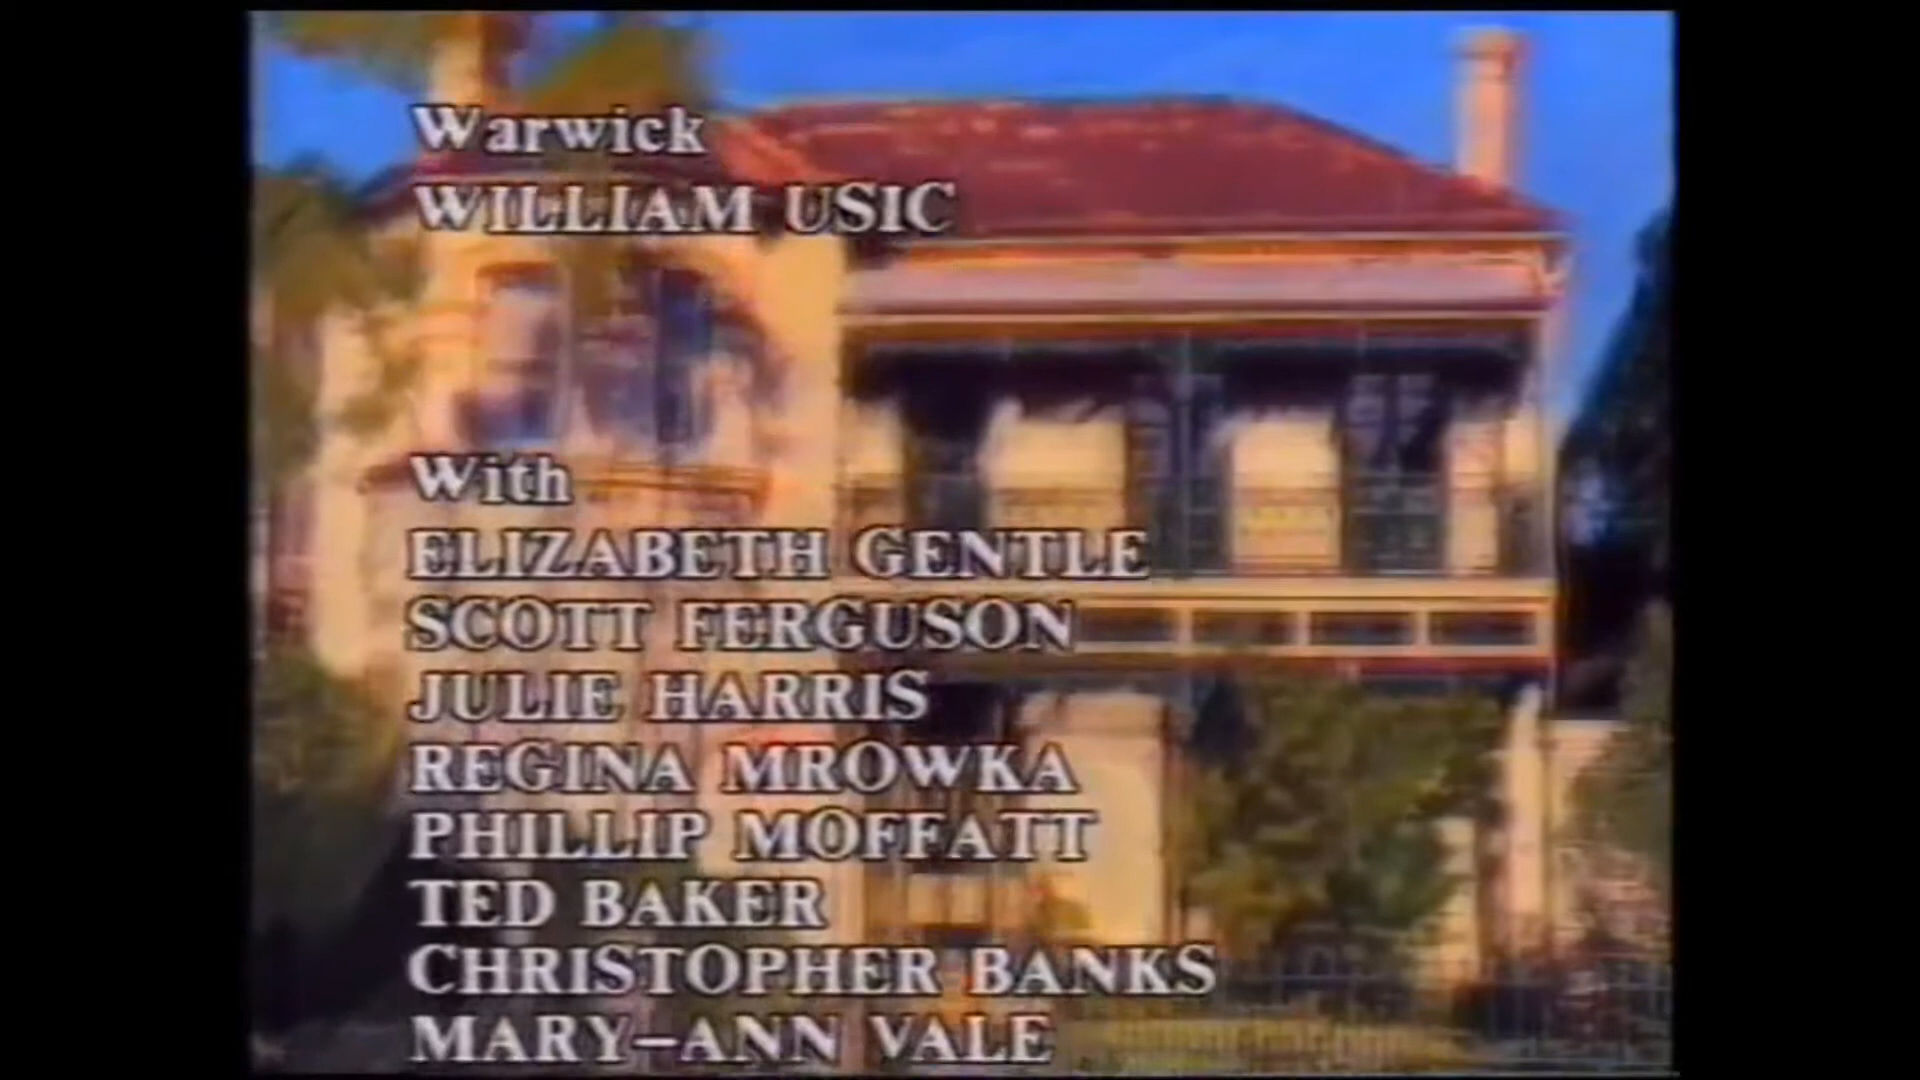 Warwick
WILLIAM USIC
With
ELIZABETH GENTLE
SCOTT FERGUSON
JULIE HARRIS
REGINA MROWKA
PHILLIP MOFFATT
TED BAKER
CHRISTOPHER BANKS
MARY-ANN VALE